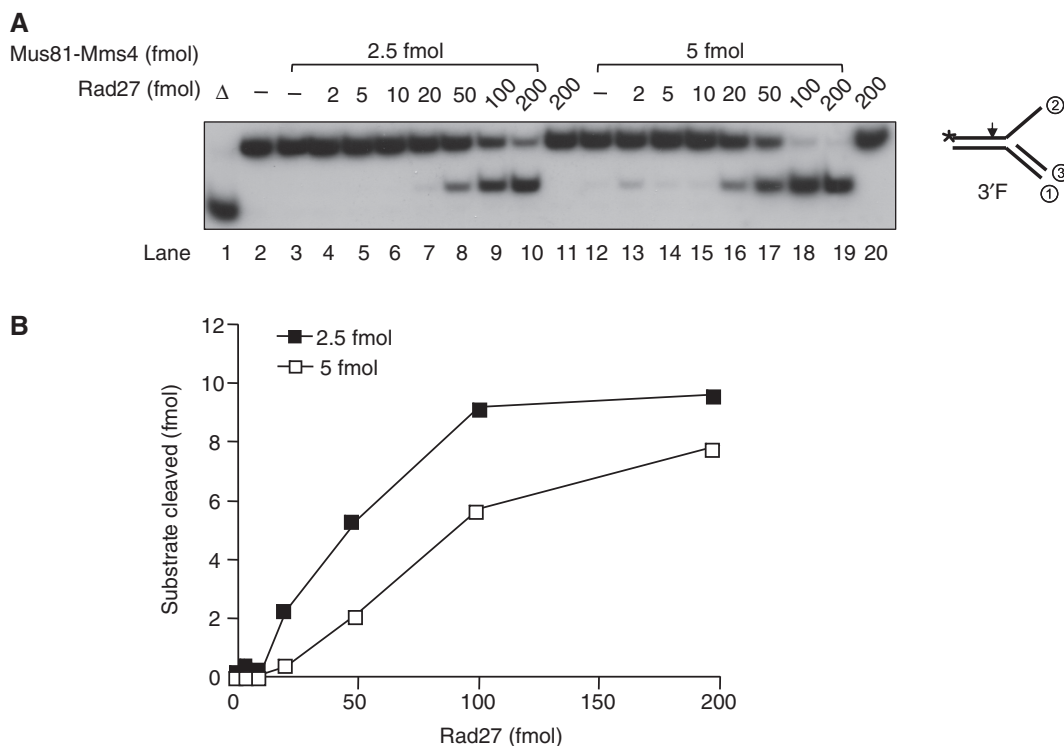 A
Mus81-Mms4 (fmol) 2.5 fmol 5 fmol
Rad27 (fmol) Δ – – 2 5 10 20 50 100 200 200 – 2 5 10 20 50 100 200 200
Lane 1 2 3 4 5 6 7 8 9 10 11 12 13 14 15 16 17 18 19 20
* ② ③ ①
3′F
B
2.5 fmol
5 fmol
Substrate cleaved (fmol)
12
10
8
6
4
2
0
0 50 100 150 200
Rad27 (fmol)